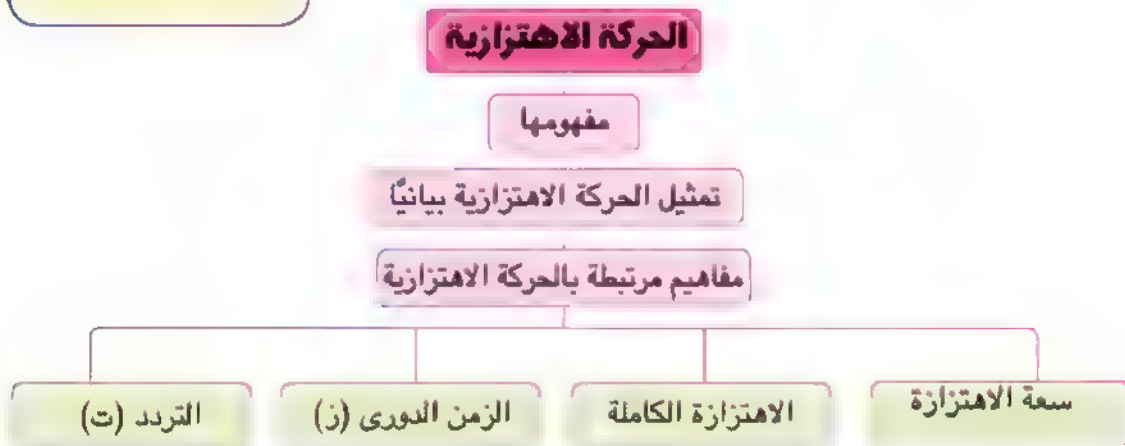 الحركة الاهتزازية
مفهومها
تمثيل الحركة الاهتزازية بيانيًا
مفاهيم مرتبطة بالحركة الاهتزازية
سعة الاهتزازة
الاهتزازة الكاملة
الزمن الدورى (ز)
التردد (ت)